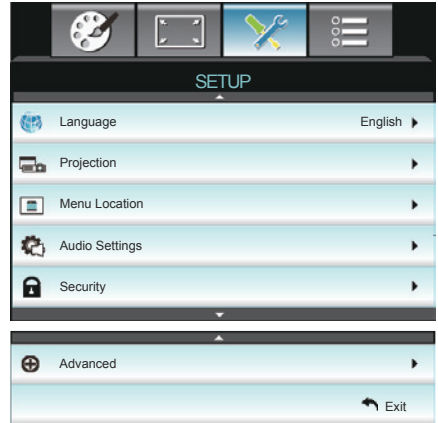 SETUP
Language English
Projection
Menu Location
Audio Settings
Security
Advanced
Exit